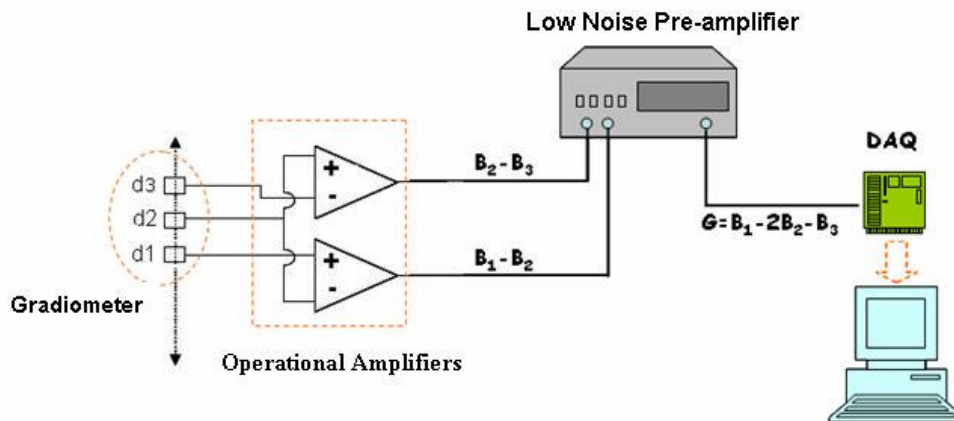 Low Noise Pre-amplifier
DAQ
B₂ - B₃
d3
+
-
d2
G = B₁ - 2B₂ - B₃
d1
+
-
B₁ - B₂
Gradiometer
Operational Amplifiers